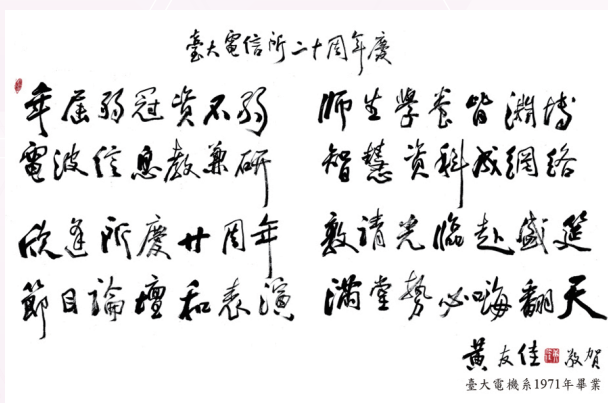 臺大電信所二十周年慶
年屆弱冠資不弱 師生學養皆淵博
電波信息教兼研 智慧資科成網絡
欣逢所慶廿周年 敦請光臨赴盛筵
節目論壇和表演 滿堂勢必嗨翻天
黃友佳 敬賀
臺大電機系1971年畢業